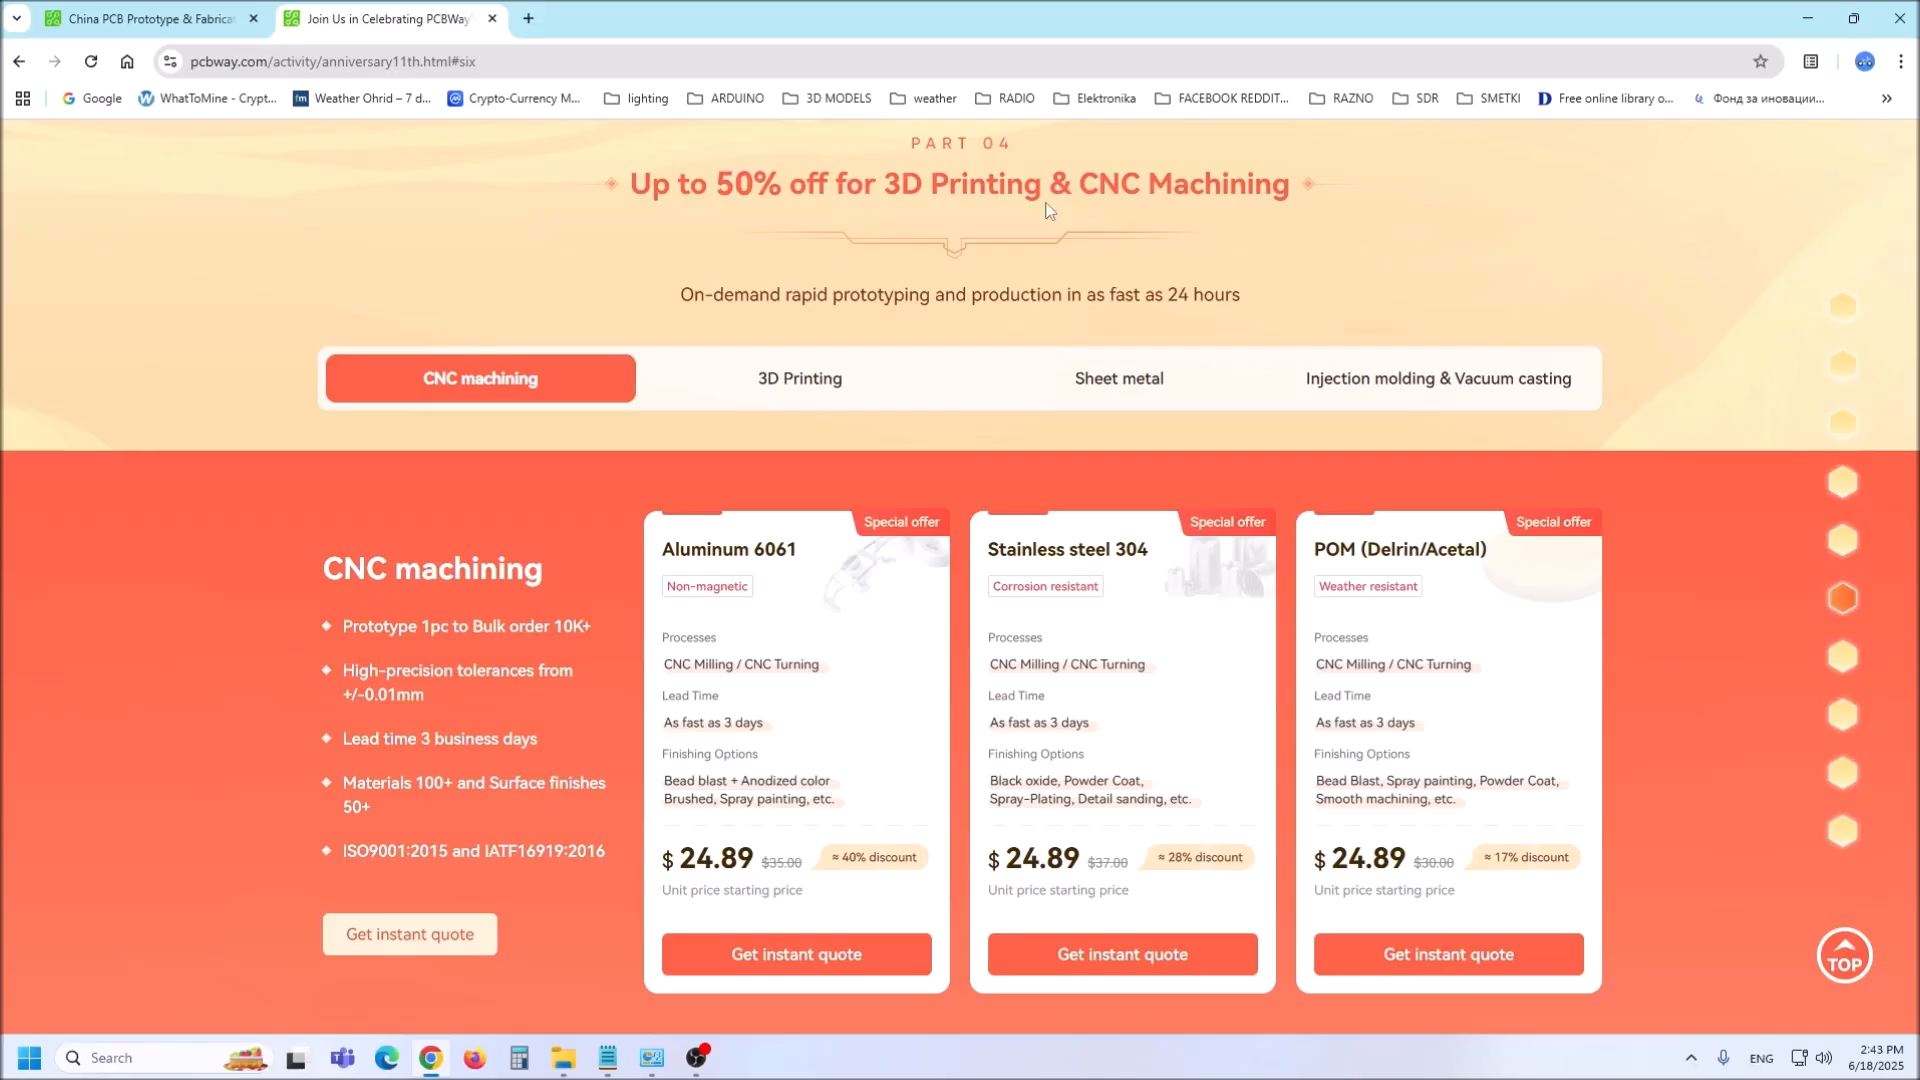 China PCB Prototype & Fabrica
Join Us in Celebrating PCBWay'
pcbway.com/activity/anniversary11th.html#six
Google
WhatToMine - Crypt...
Weather Ohrid – 7 d...
Crypto-Currency M...
lighting
ARDUINO
3D MODELS
weather
RADIO
Elektronika
FACEBOOK REDDIT...
RAZNO
SDR
SMETKI
Free online library o...
Фонд за иновации...
PART 04
Up to 50% off for 3D Printing & CNC Machining
On-demand rapid prototyping and production in as fast as 24 hours
CNC machining
3D Printing
Sheet metal
Injection molding & Vacuum casting
CNC machining
Prototype 1pc to Bulk order 10K+
High-precision tolerances from
+/-0.01mm
Lead time 3 business days
Materials 100+ and Surface finishes
50+
ISO9001:2015 and IATF16919:2016
Get instant quote
Special offer
Aluminum 6061
Non-magnetic
Processes
CNC Milling / CNC Turning
Lead Time
As fast as 3 days
Finishing Options
Bead blast + Anodized color
Brushed, Spray painting, etc.
$ 24.89 $35.00 ≈ 40% discount
Unit price starting price
Get instant quote
Special offer
Stainless steel 304
Corrosion resistant
Processes
CNC Milling / CNC Turning
Lead Time
As fast as 3 days
Finishing Options
Black oxide, Powder Coat,
Spray-Plating, Detail sanding, etc.
$ 24.89 $37.00 ≈ 28% discount
Unit price starting price
Get instant quote
Special offer
POM (Delrin/Acetal)
Weather resistant
Processes
CNC Milling / CNC Turning
Lead Time
As fast as 3 days
Finishing Options
Bead Blast, Spray painting, Powder Coat,
Smooth machining, etc.
$ 24.89 $30.00 ≈ 17% discount
Unit price starting price
Get instant quote
TOP
Search
ENG
2:43 PM
6/18/2025